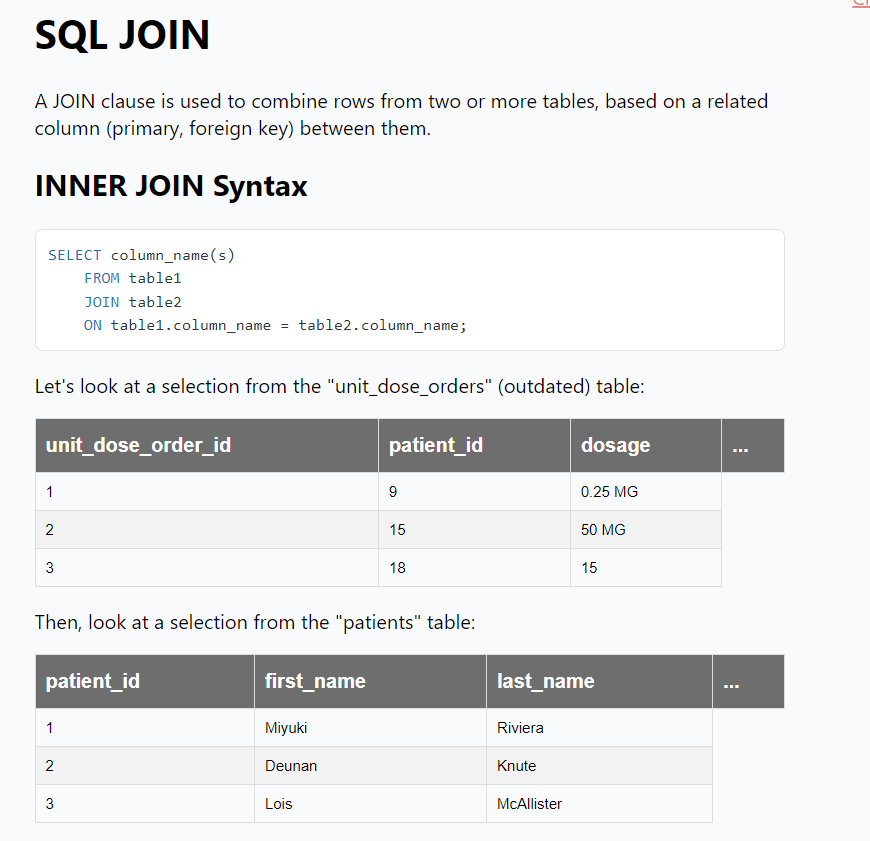 SQL JOIN
A JOIN clause is used to combine rows from two or more tables, based on a related
column (primary, foreign key) between them.
INNER JOIN Syntax
SELECT column_name(s)
FROM table1
JOIN table2
ON table1.column_name = table2.column_name;
Let's look at a selection from the "unit_dose_orders" (outdated) table:
unit_dose_order_id patient_id dosage ...
1 9 0.25 MG
2 15 50 MG
3 18 15
Then, look at a selection from the "patients" table:
patient_id first_name last_name ...
1 Miyuki Riviera
2 Deunan Knute
3 Lois McAllister